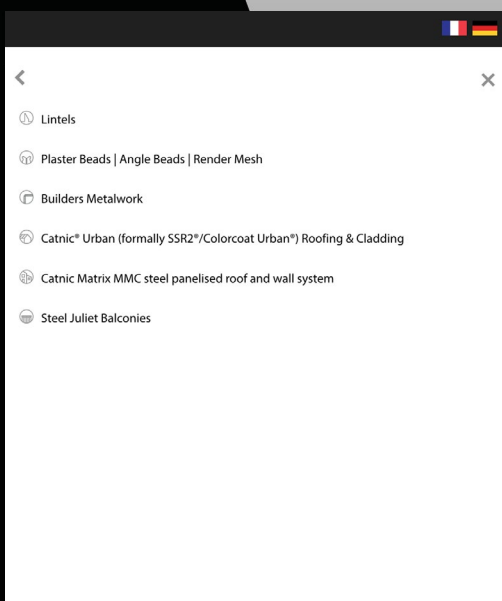 Lintels
Plaster Beads | Angle Beads | Render Mesh
Builders Metalwork
Catnic® Urban (formally SSR2®/Colorcoat Urban®) Roofing & Cladding
Catnic Matrix MMC steel panelised roof and wall system
Steel Juliet Balconies